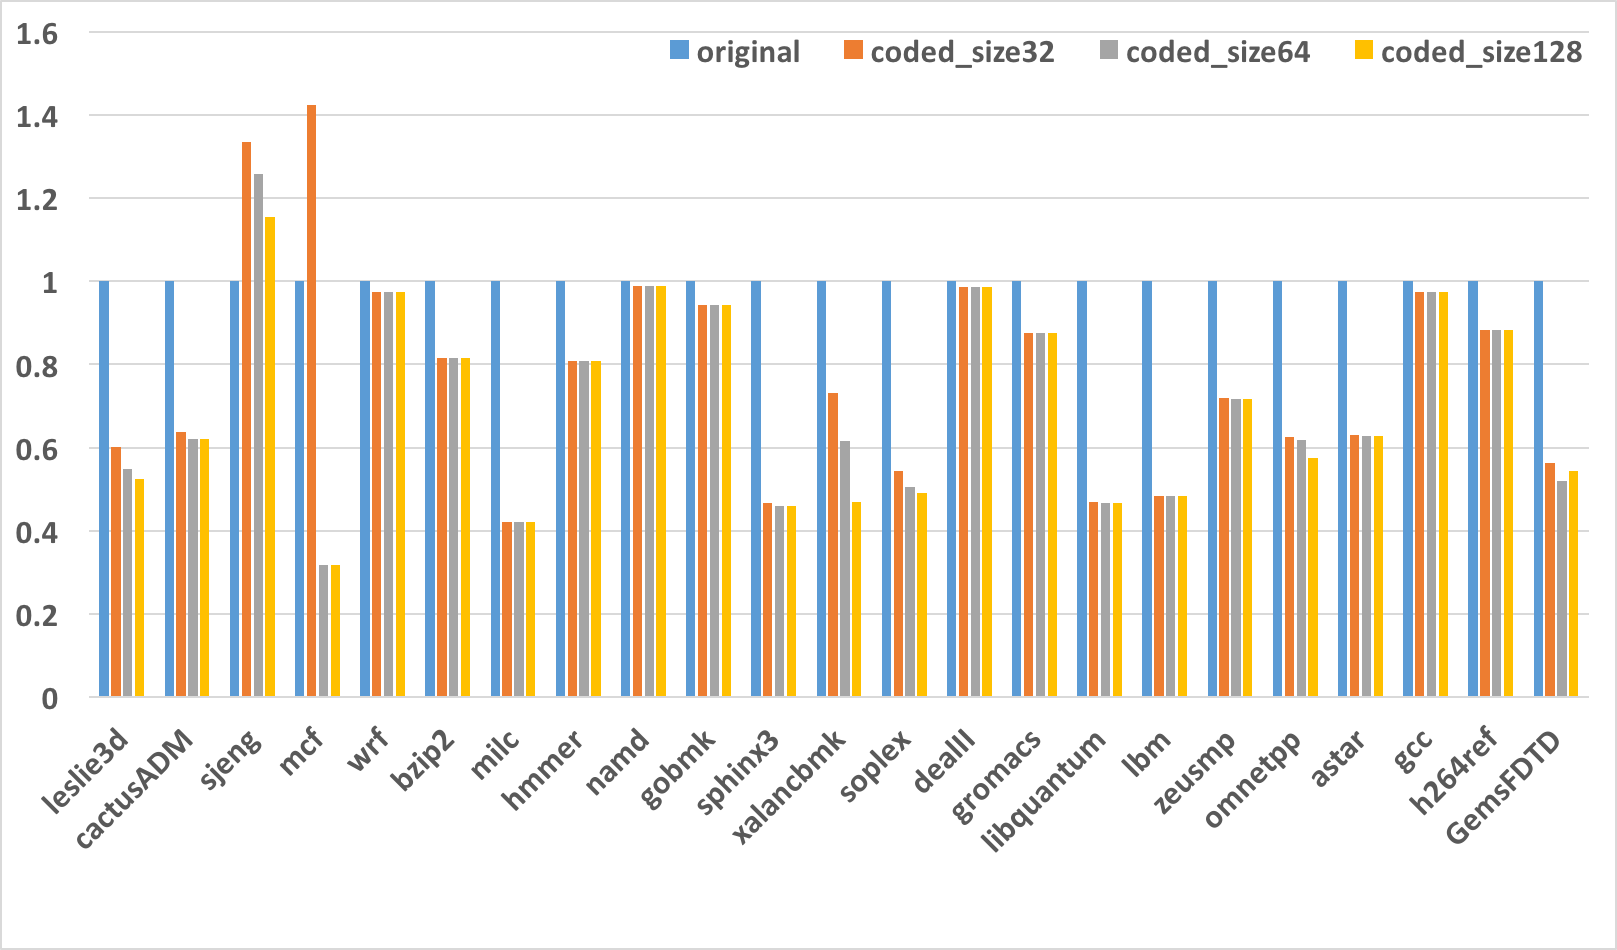 1.6
original coded_size32 coded_size64 coded_size128
1.4
1.2
1
0.8
0.6
0.4
0.2
0
leslie3d
cactusADM
sjeng
mcf
wrf
bzip2
milc
hmmer
namd
gobmk
sphinx3
xalancbmk
soplex
dealII
gromacs
libquantum
lbm
zeusmp
omnetpp
astar
gcc
h264ref
GemsFDTD